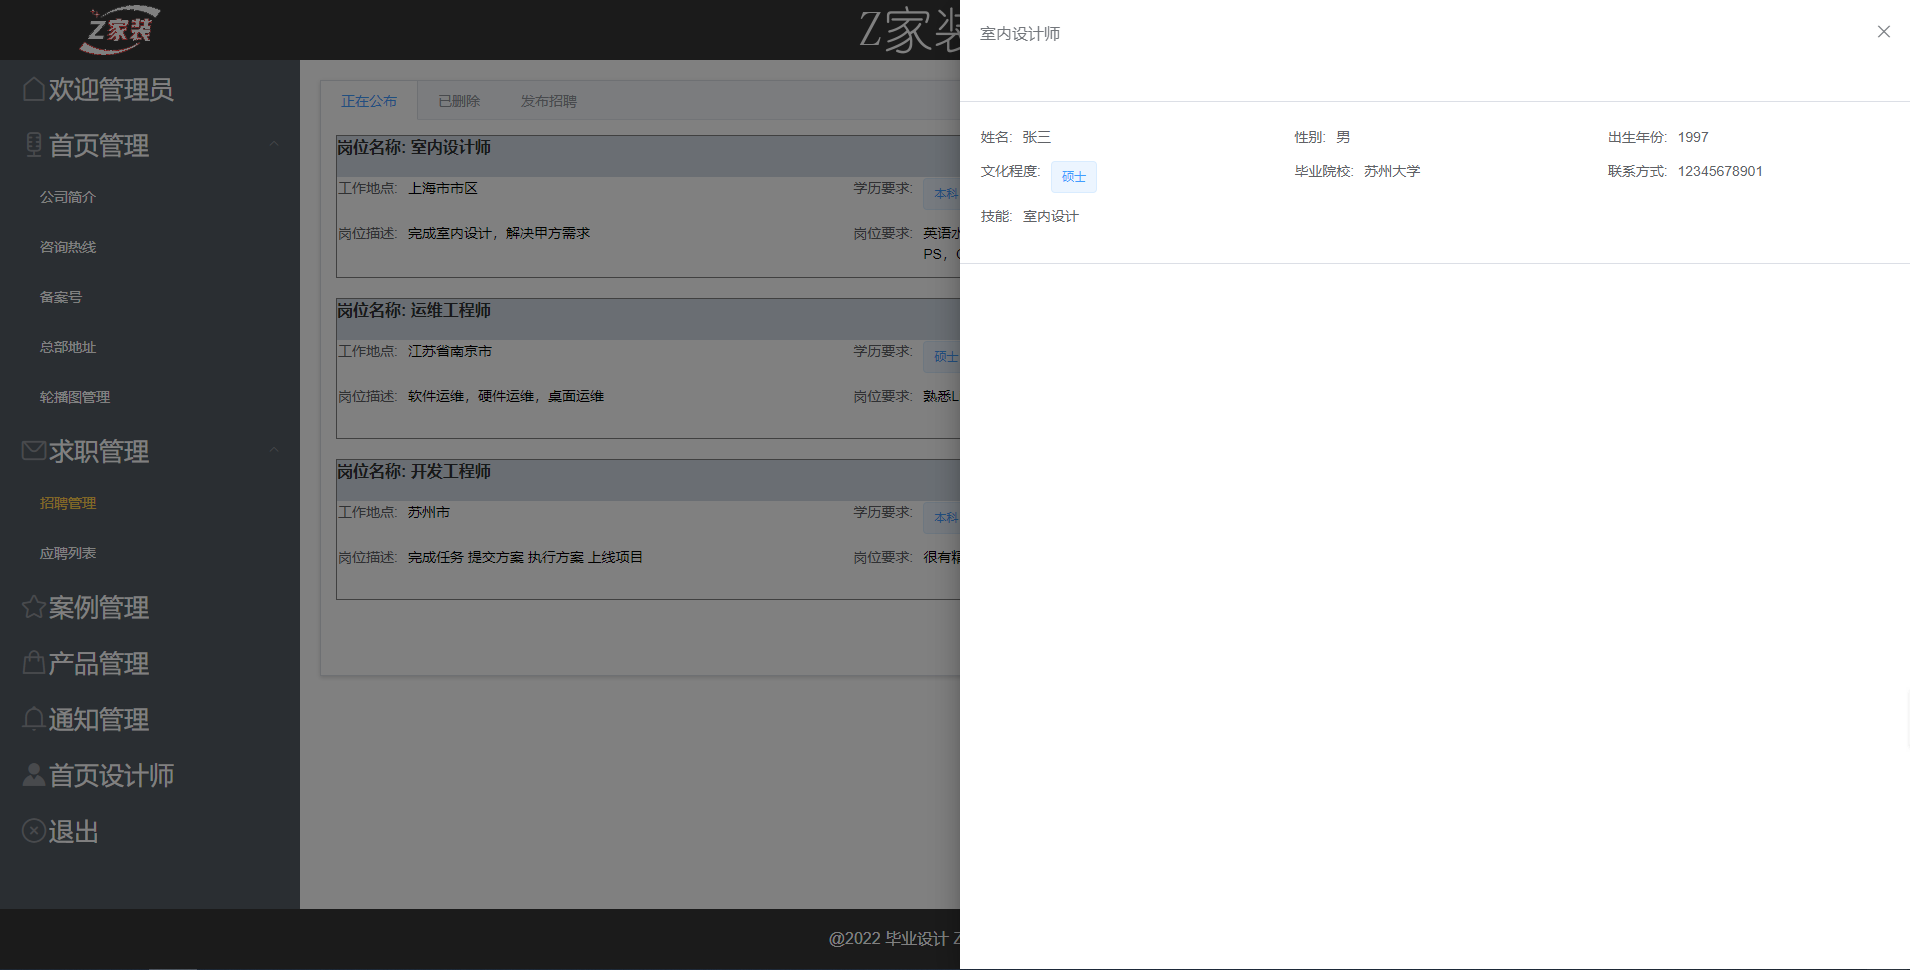 Z家装
Z家装
欢迎管理员
首页管理
公司简介
咨询热线
备案号
总部地址
轮播图管理
求职管理
招聘管理
应聘列表
案例管理
产品管理
通知管理
首页设计师
退出
正在公布 已删除 发布招聘
岗位名称: 室内设计师
工作地点: 上海市市区 学历要求: 本科
岗位描述: 完成室内设计，解决甲方需求 岗位要求: 英语水
PS，
岗位名称: 运维工程师
工作地点: 江苏省南京市 学历要求: 硕士
岗位描述: 软件运维，硬件运维，桌面运维 岗位要求: 熟悉L
岗位名称: 开发工程师
工作地点: 苏州市 学历要求: 本科
岗位描述: 完成任务 提交方案 执行方案 上线项目 岗位要求: 很有精
@2022 毕业设计 Z
室内设计师
姓名: 张三 性别: 男 出生年份: 1997
文化程度: 硕士 毕业院校: 苏州大学 联系方式: 12345678901
技能: 室内设计